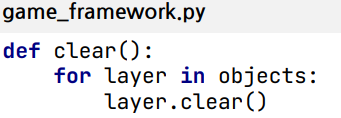 game_framework.py
def clear():
    for layer in objects:
        layer.clear()